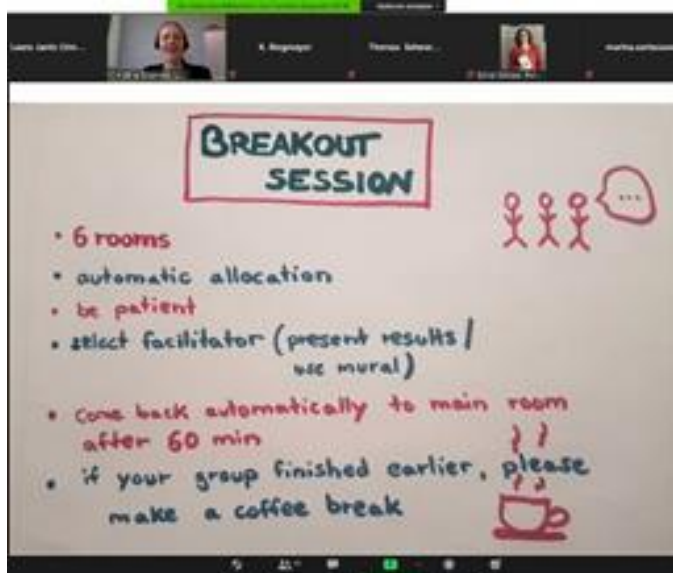 BREAKOUT
SESSION
• 6 rooms
• automatic allocation
• be patient
• select facilitator (present results /
use mural)
• come back automatically to main room
after 60 min
• if your group finished earlier, please
make a coffee break
...